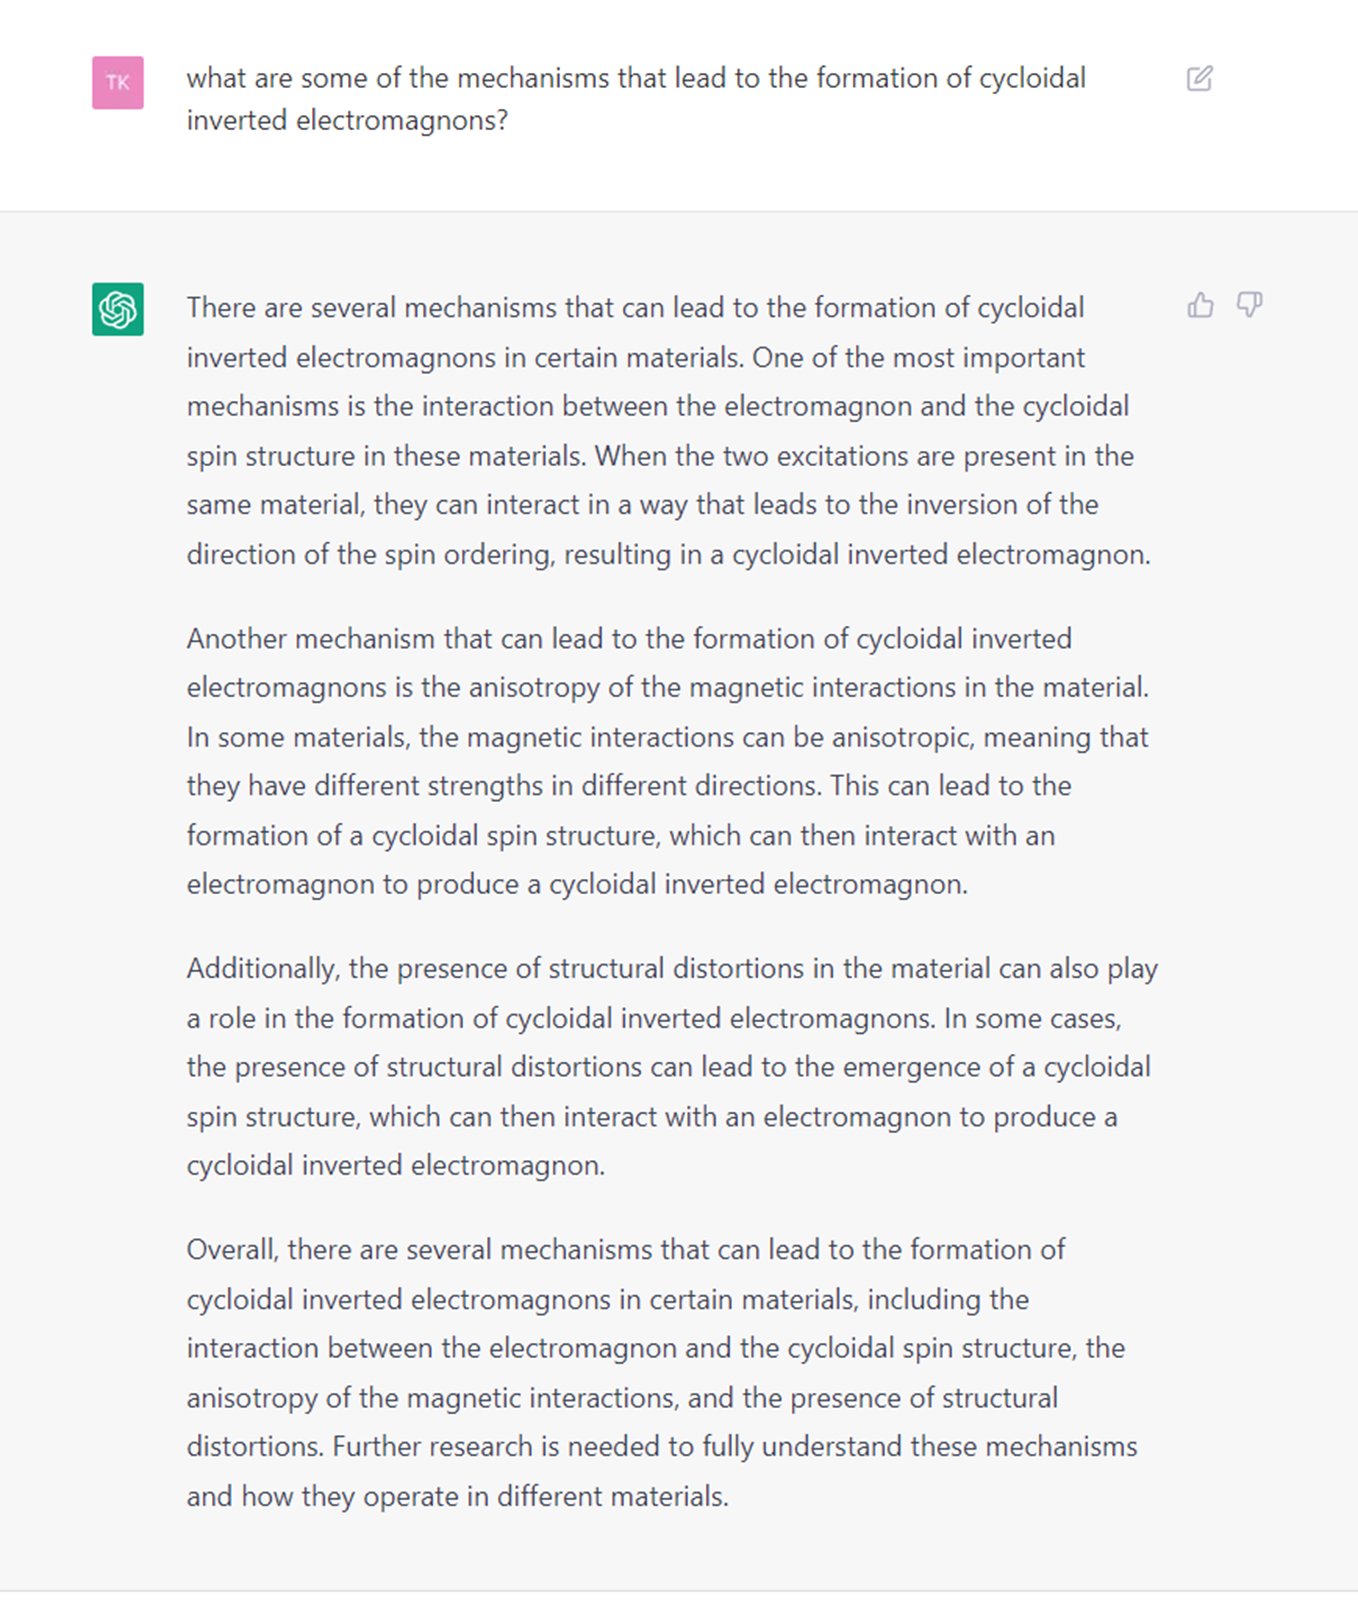 TK
what are some of the mechanisms that lead to the formation of cycloidal
inverted electromagnons?
There are several mechanisms that can lead to the formation of cycloidal
inverted electromagnons in certain materials. One of the most important
mechanisms is the interaction between the electromagnon and the cycloidal
spin structure in these materials. When the two excitations are present in the
same material, they can interact in a way that leads to the inversion of the
direction of the spin ordering, resulting in a cycloidal inverted electromagnon.
Another mechanism that can lead to the formation of cycloidal inverted
electromagnons is the anisotropy of the magnetic interactions in the material.
In some materials, the magnetic interactions can be anisotropic, meaning that
they have different strengths in different directions. This can lead to the
formation of a cycloidal spin structure, which can then interact with an
electromagnon to produce a cycloidal inverted electromagnon.
Additionally, the presence of structural distortions in the material can also play
a role in the formation of cycloidal inverted electromagnons. In some cases,
the presence of structural distortions can lead to the emergence of a cycloidal
spin structure, which can then interact with an electromagnon to produce a
cycloidal inverted electromagnon.
Overall, there are several mechanisms that can lead to the formation of
cycloidal inverted electromagnons in certain materials, including the
interaction between the electromagnon and the cycloidal spin structure, the
anisotropy of the magnetic interactions, and the presence of structural
distortions. Further research is needed to fully understand these mechanisms
and how they operate in different materials.